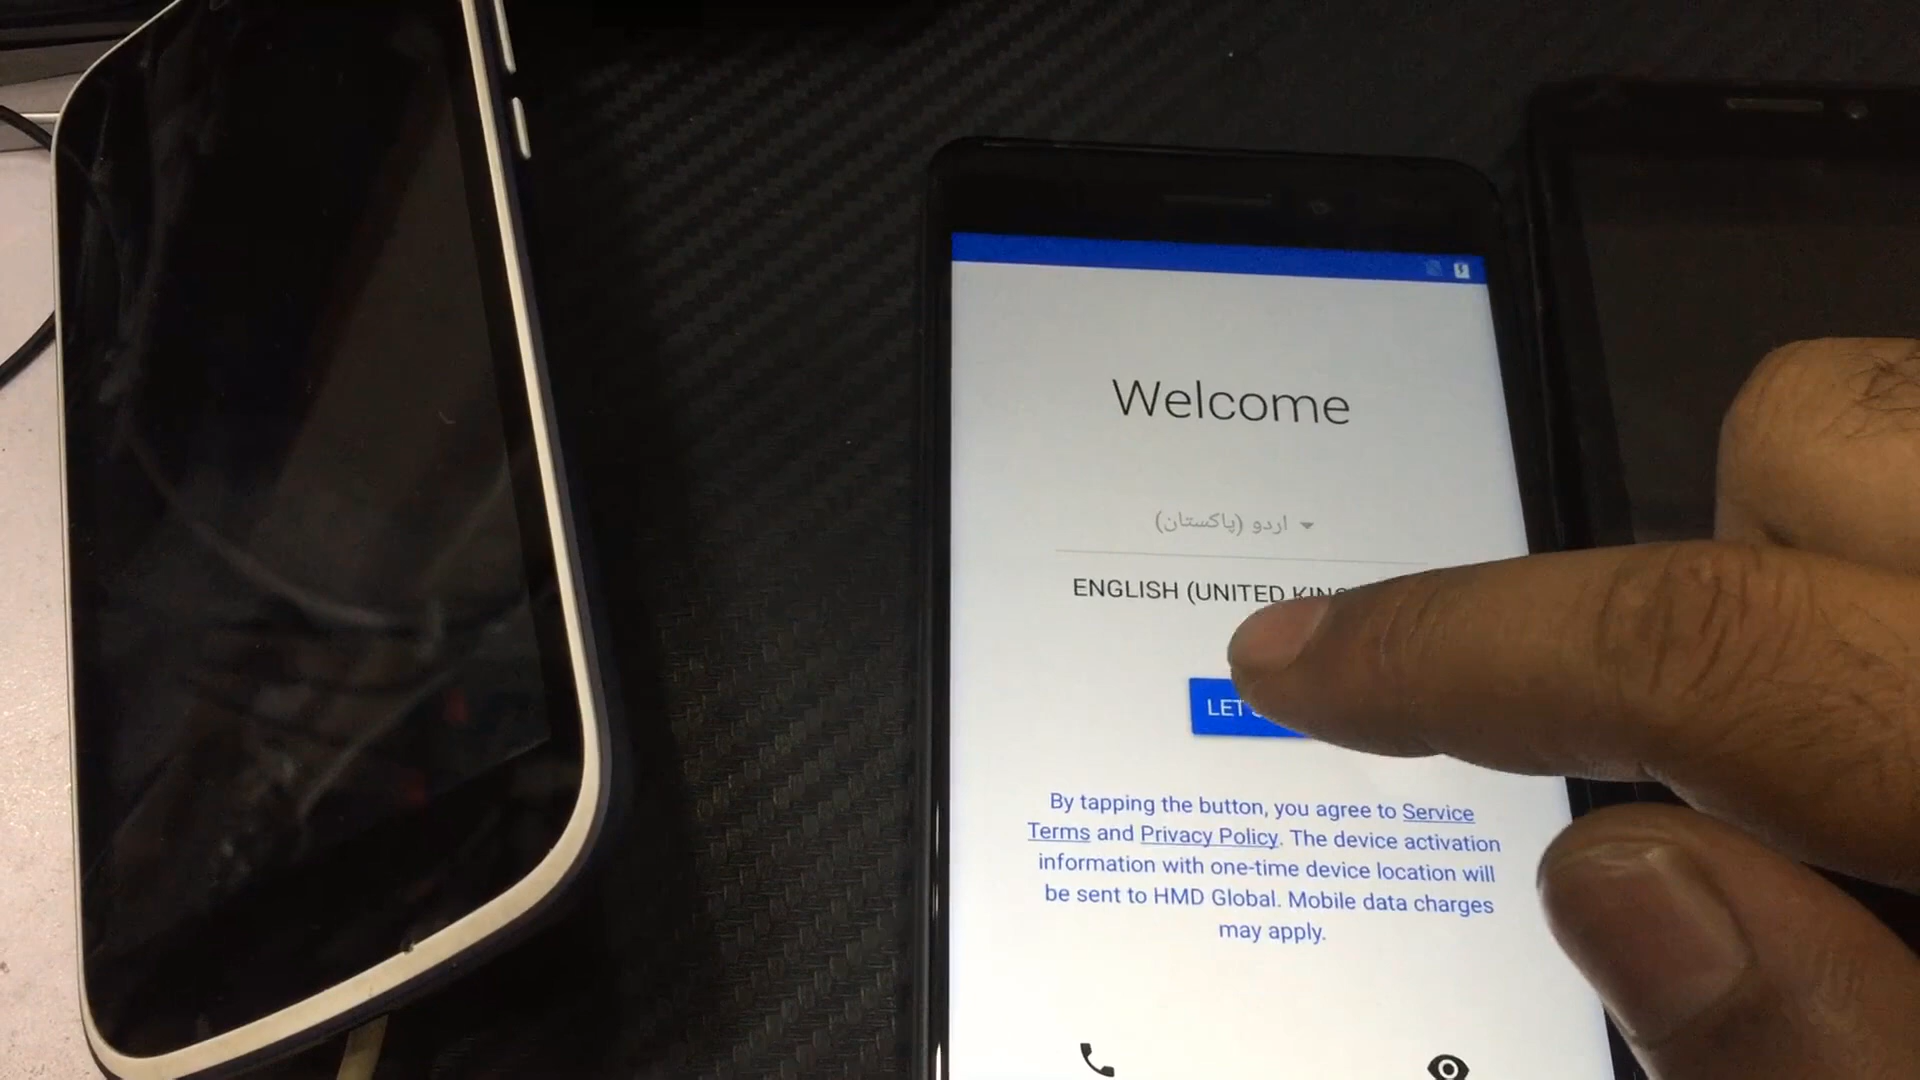 Welcome
اردو (پاکستان)
ENGLISH (UNITED
LET
By tapping the button, you agree to Service
Terms and Privacy Policy. The device activation
information with one-time device location will
be sent to HMD Global. Mobile data charges
may apply.